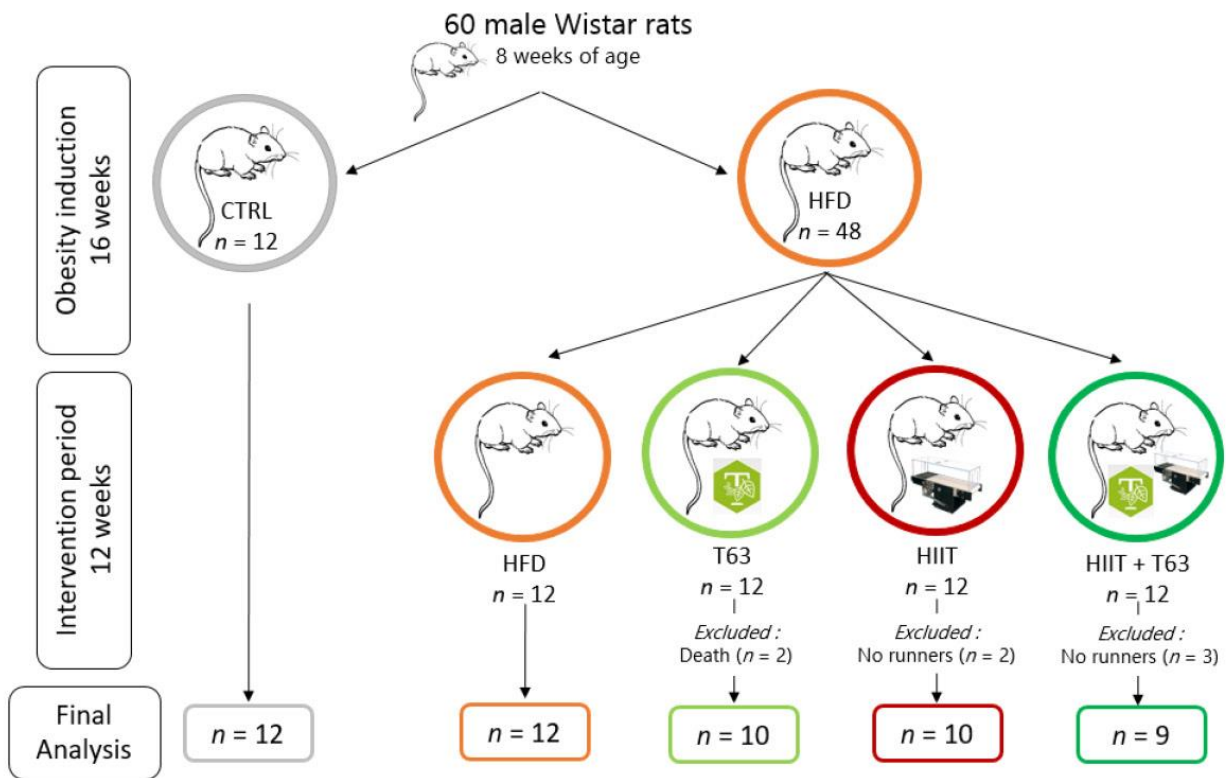 60 male Wistar rats
8 weeks of age
Obesity induction
16 weeks
CTRL
n = 12
HFD
n = 48
Intervention period
12 weeks
HFD
n = 12
T63
n = 12
Excluded :
Death (n = 2)
HIIT
n = 12
Excluded :
No runners (n = 2)
HIIT + T63
n = 12
Excluded :
No runners (n = 3)
Final
Analysis
n = 12
n = 12
n = 10
n = 10
n = 9